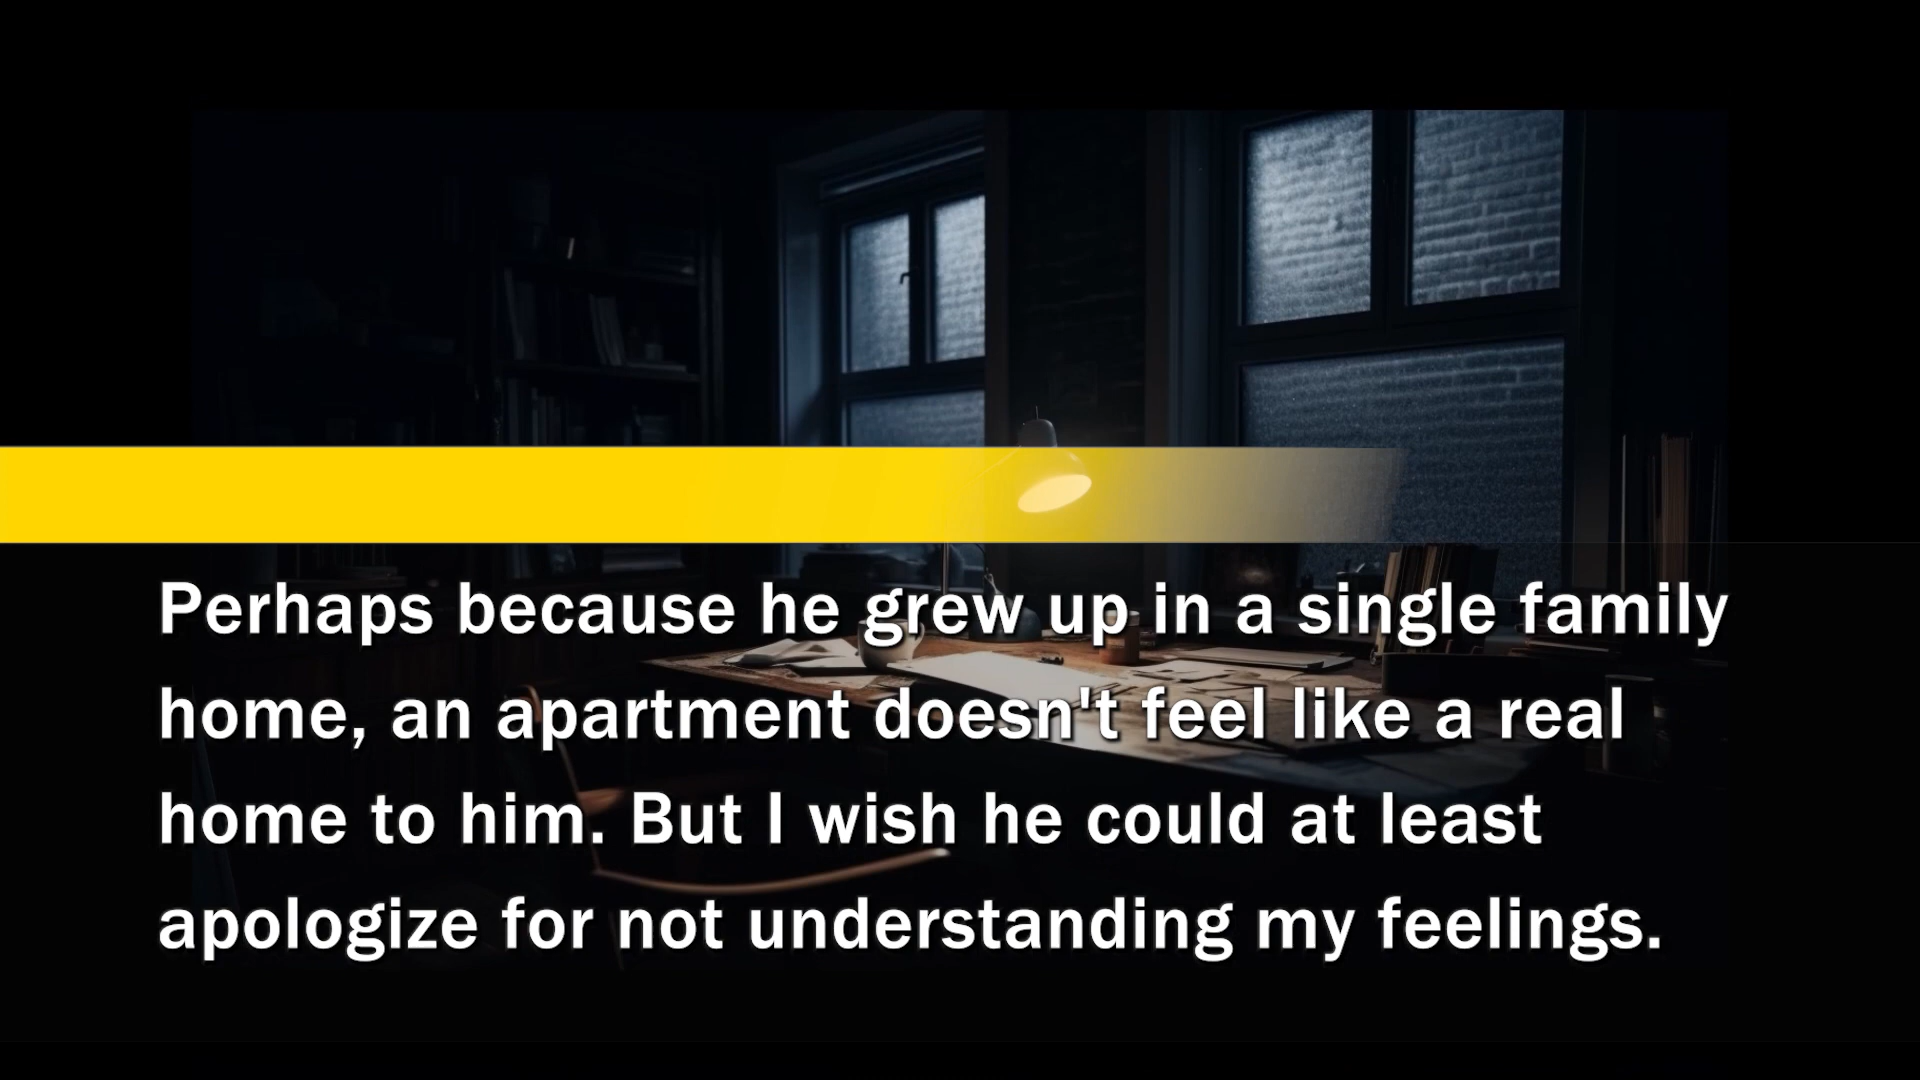 Perhaps because he grew up in a single family
home, an apartment doesn't feel like a real
home to him. But I wish he could at least
apologize for not understanding my feelings.